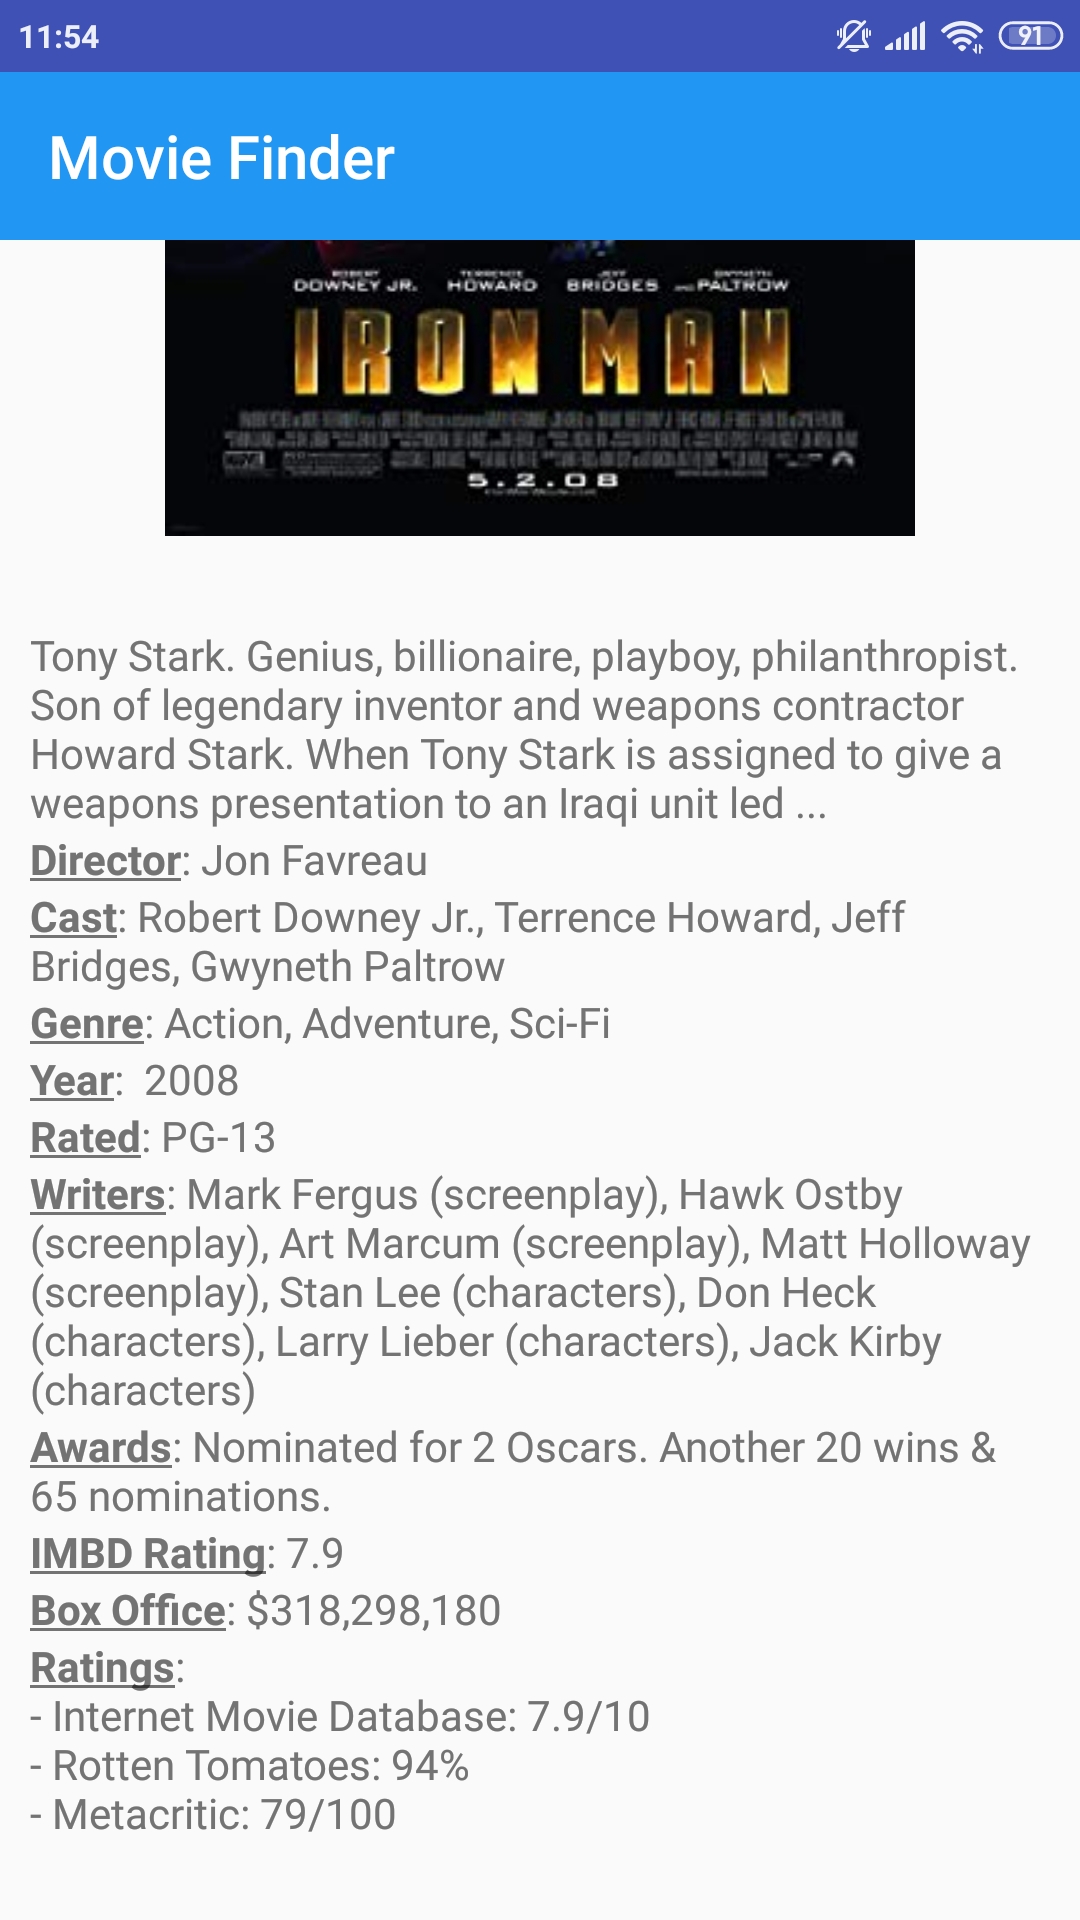 11:54
91
Movie Finder
ROBERT TERRENCE JEFF GWYNETH
DOWNEY JR. HOWARD BRIDGES AND PALTROW
IRON MAN
5.2.08
Tony Stark. Genius, billionaire, playboy, philanthropist.
Son of legendary inventor and weapons contractor
Howard Stark. When Tony Stark is assigned to give a
weapons presentation to an Iraqi unit led ...
Director: Jon Favreau
Cast: Robert Downey Jr., Terrence Howard, Jeff
Bridges, Gwyneth Paltrow
Genre: Action, Adventure, Sci-Fi
Year:  2008
Rated: PG-13
Writers: Mark Fergus (screenplay), Hawk Ostby
(screenplay), Art Marcum (screenplay), Matt Holloway
(screenplay), Stan Lee (characters), Don Heck
(characters), Larry Lieber (characters), Jack Kirby
(characters)
Awards: Nominated for 2 Oscars. Another 20 wins &
65 nominations.
IMBD Rating: 7.9
Box Office: $318,298,180
Ratings:
- Internet Movie Database: 7.9/10
- Rotten Tomatoes: 94%
- Metacritic: 79/100